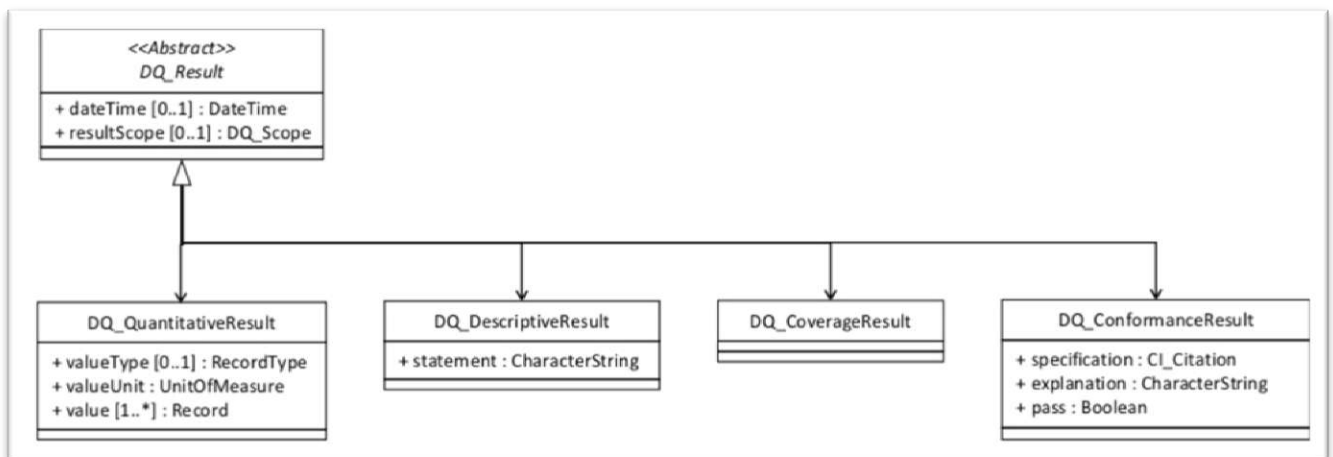 <<Abstract>>
DQ_Result
+ dateTime [0..1] : DateTime
+ resultScope [0..1] : DQ_Scope
DQ_QuantitativeResult
+ valueType [0..1] : RecordType
+ valueUnit : UnitOfMeasure
+ value [1..*] : Record
DQ_DescriptiveResult
+ statement : CharacterString
DQ_CoverageResult
DQ_ConformanceResult
+ specification : CI_Citation
+ explanation : CharacterString
+ pass : Boolean